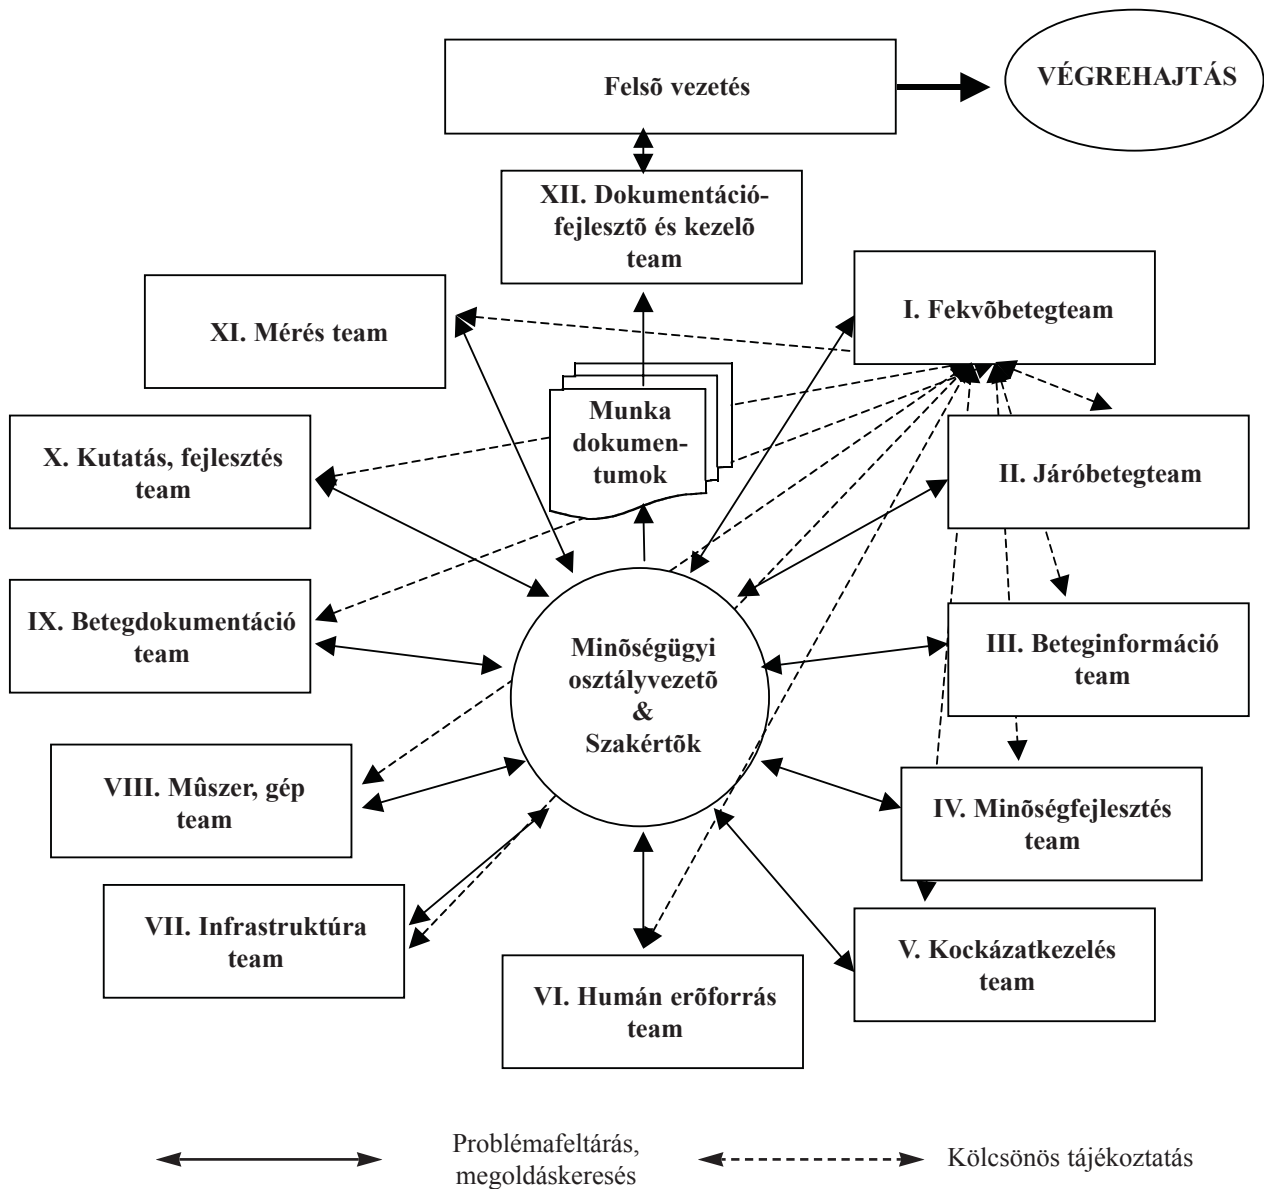 Felsõ vezetés
VÉGREHAJTÁS
XII. Dokumentáció-
fejlesztõ és kezelõ
team
XI. Mérés team
I. Fekvõbetegteam
Munka
dokumen-
tumok
X. Kutatás, fejlesztés
team
II. Járóbetegteam
IX. Betegdokumentáció
team
Minõségügyi
osztályvezetõ
&
Szakértõk
III. Beteginformáció
team
VIII. Mûszer, gép
team
IV. Minõségfejlesztés
team
VII. Infrastruktúra
team
V. Kockázatkezelés
team
VI. Humán erõforrás
team
Problémafeltárás,
megoldáskeresés
Kölcsönös tájékoztatás